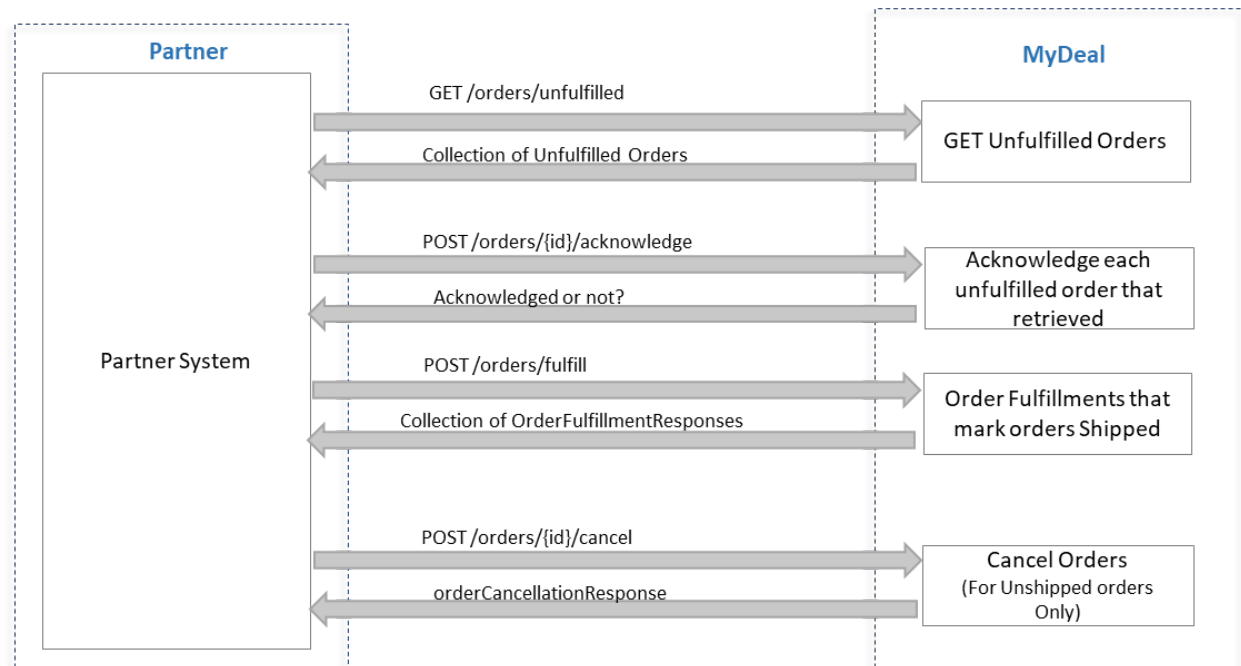 Partner
MyDeal
Partner System
GET /orders/unfulfilled
Collection of Unfulfilled Orders
GET Unfulfilled Orders
POST /orders/{id}/acknowledge
Acknowledged or not?
Acknowledge each
unfulfilled order that
retrieved
POST /orders/fulfill
Collection of OrderFulfillmentResponses
Order Fulfillments that
mark orders Shipped
POST /orders/{id}/cancel
orderCancellationResponse
Cancel Orders
(For Unshipped orders
Only)